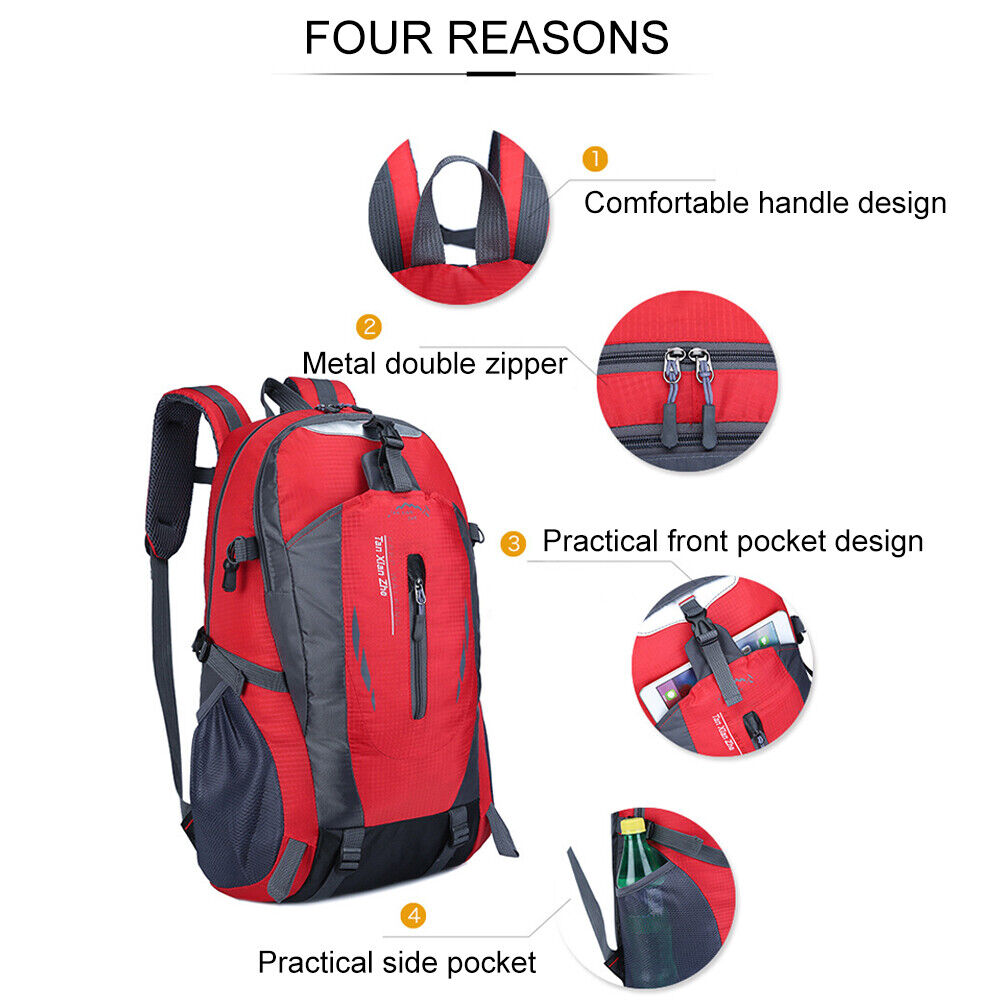 FOUR REASONS
1
Comfortable handle design
2
Metal double zipper
3
Practical front pocket design
Tan Xian Zhe
Tan Xian Zhe
4
Practical side pocket